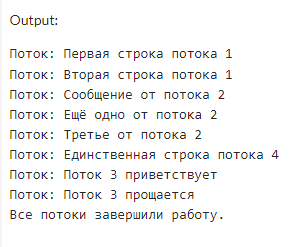 Output:
Поток: Первая строка потока 1
Поток: Вторая строка потока 1
Поток: Сообщение от потока 2
Поток: Ещё одно от потока 2
Поток: Третье от потока 2
Поток: Единственная строка потока 4
Поток: Поток 3 приветствует
Поток: Поток 3 прощается
Все потоки завершили работу.